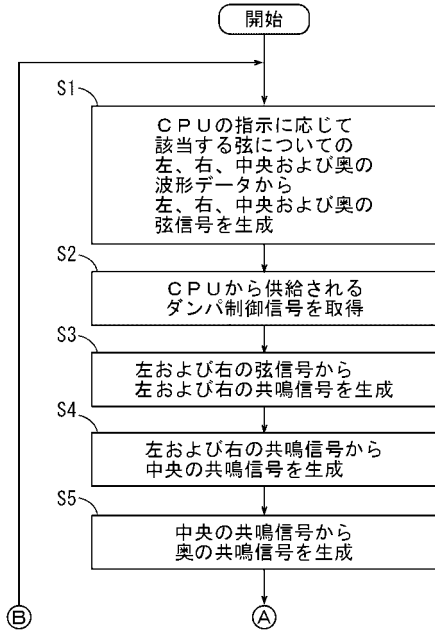 開始
S1
CPUの指示に応じて
該当する弦についての
左、右、中央および奥の
波形データから
左、右、中央および奥の
弦信号を生成
S2
CPUから供給される
ダンパ制御信号を取得
S3
左および右の弦信号から
左および右の共鳴信号を生成
S4
左および右の共鳴信号から
中央の共鳴信号を生成
S5
中央の共鳴信号から
奥の共鳴信号を生成
B
A